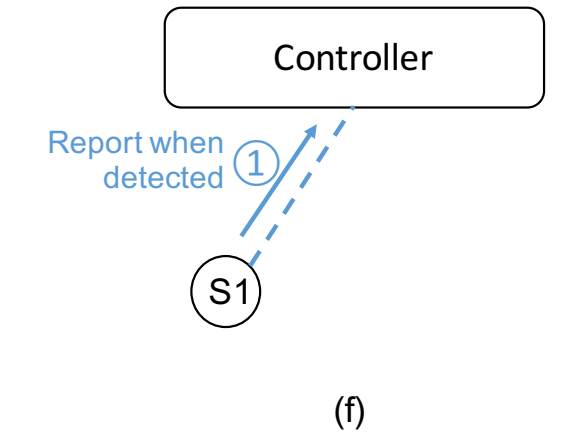 Controller
Report when
detected
①
S1
(f)